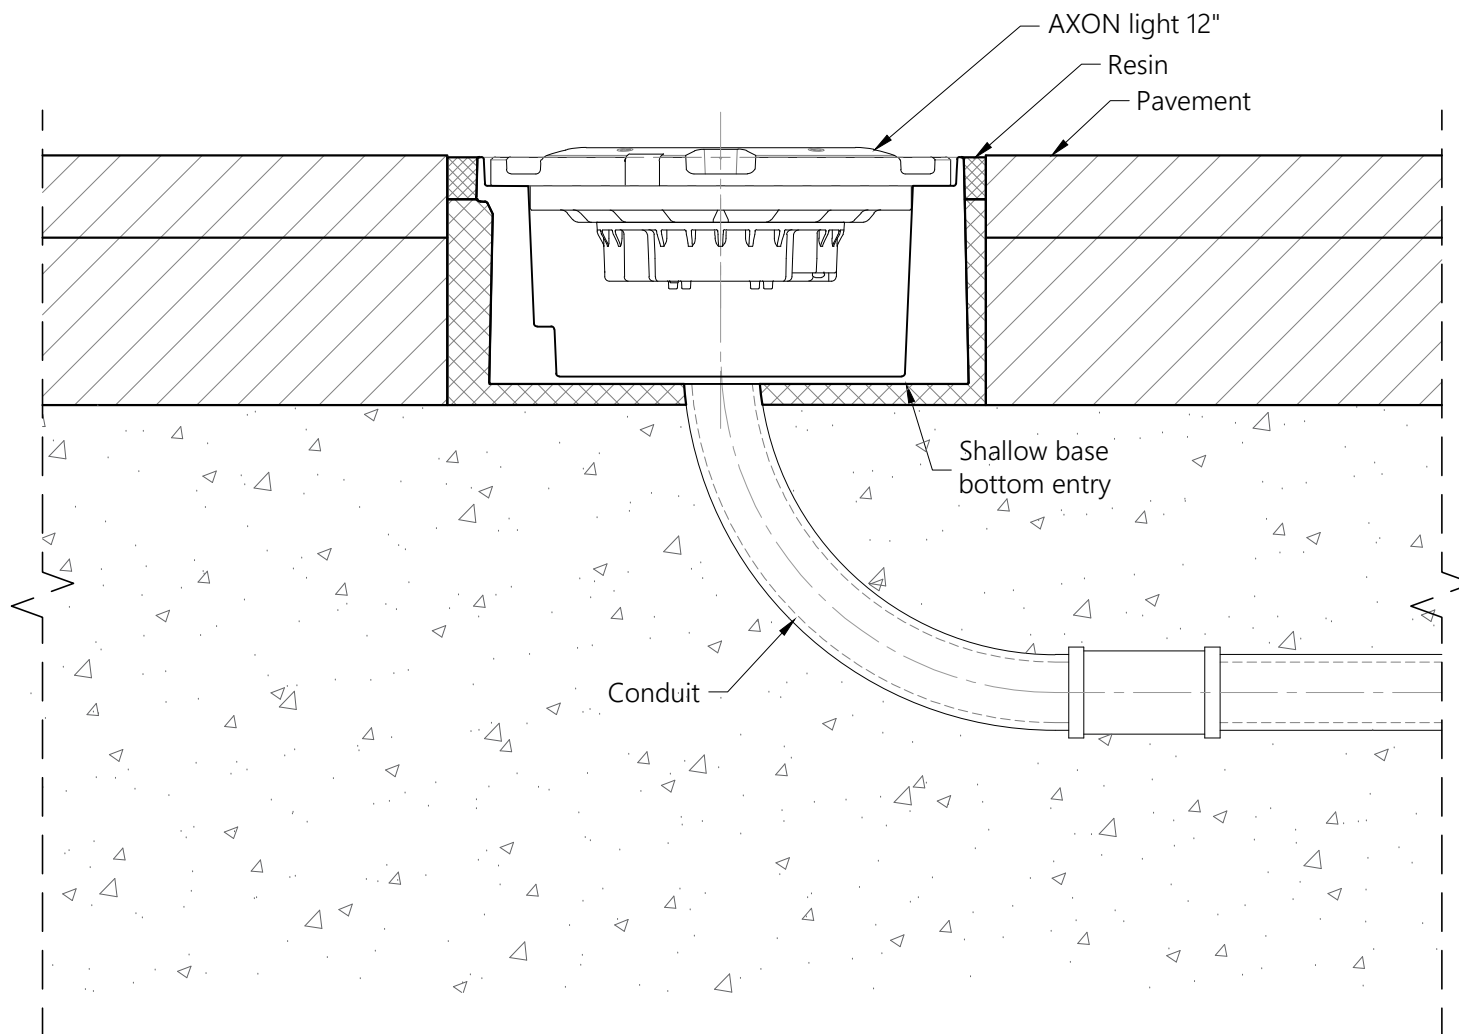 AXON light 12"
Resin
Pavement
Shallow base
bottom entry
Conduit